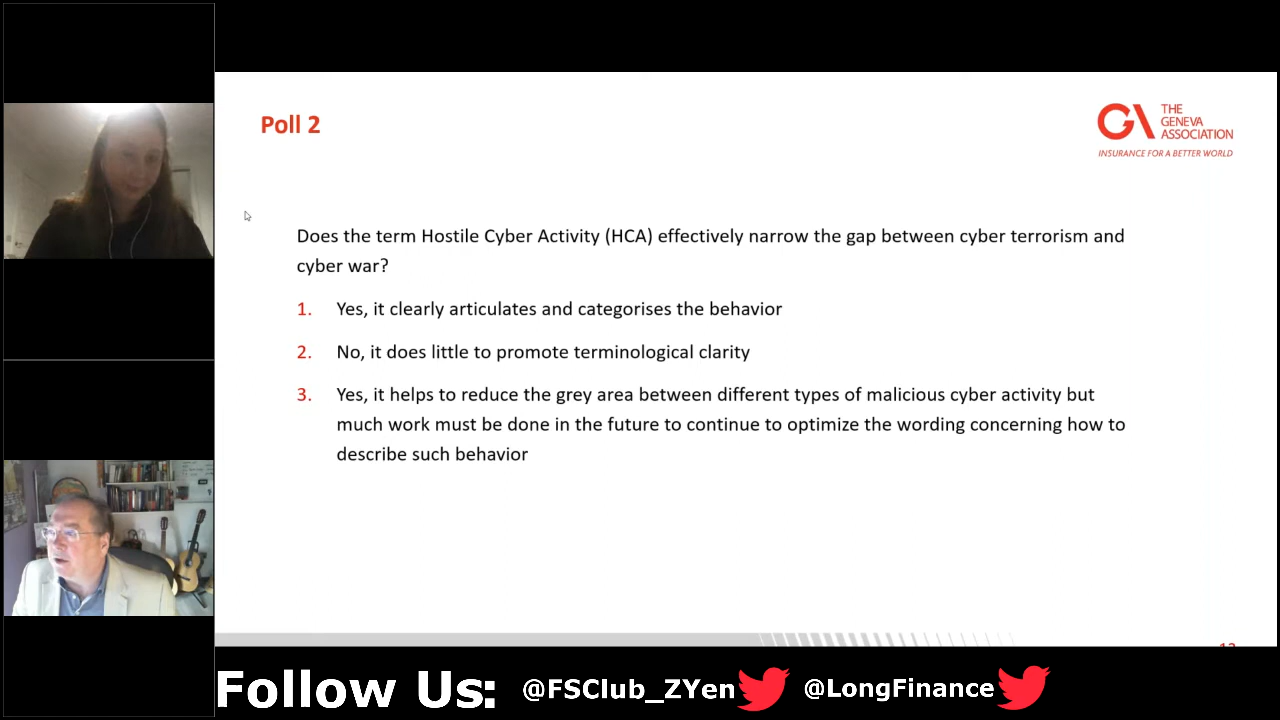 Poll 2
THE
GENEVA
ASSOCIATION
INSURANCE FOR A BETTER WORLD
Does the term Hostile Cyber Activity (HCA) effectively narrow the gap between cyber terrorism and
cyber war?
1. Yes, it clearly articulates and categorises the behavior
2. No, it does little to promote terminological clarity
3. Yes, it helps to reduce the grey area between different types of malicious cyber activity but
much work must be done in the future to continue to optimize the wording concerning how to
describe such behavior
Follow Us: @FSClub_ZYen @LongFinance